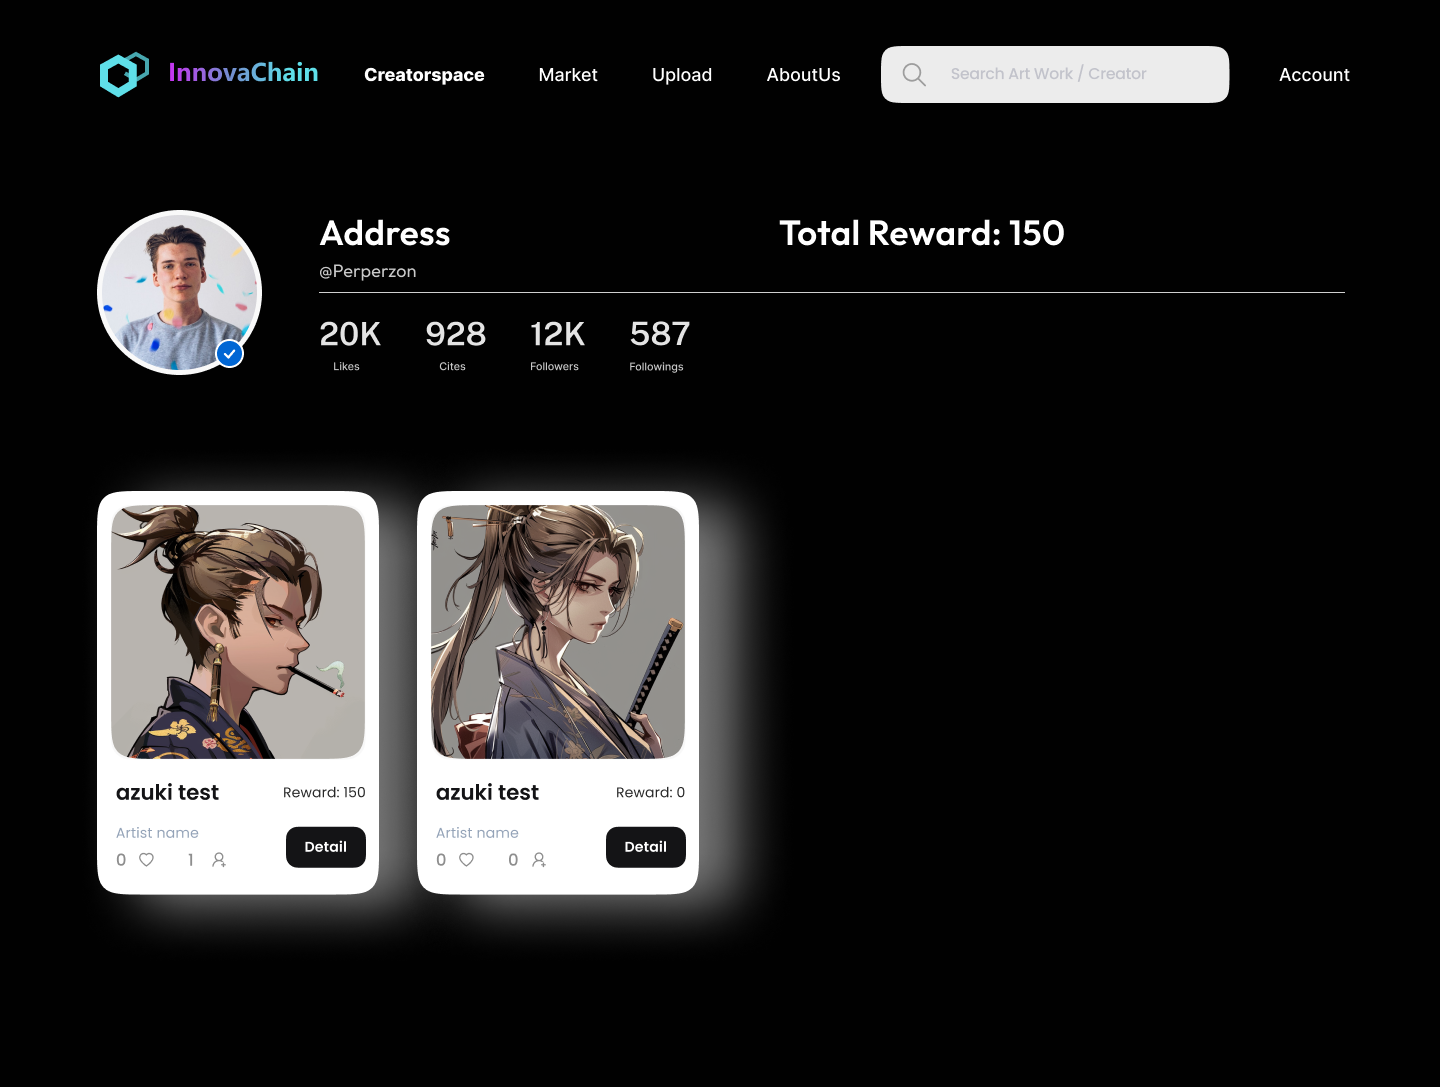 InnovaChain
Creatorspace
Market
Upload
AboutUs
Search Art Work / Creator
Account
Address
Total Reward: 150
@Perperzon
20K
928
12K
587
Likes
Cites
Followers
Followings
azuki test
Reward: 150
Artist name
0
1
Detail
azuki test
Reward: 0
Artist name
0
0
Detail